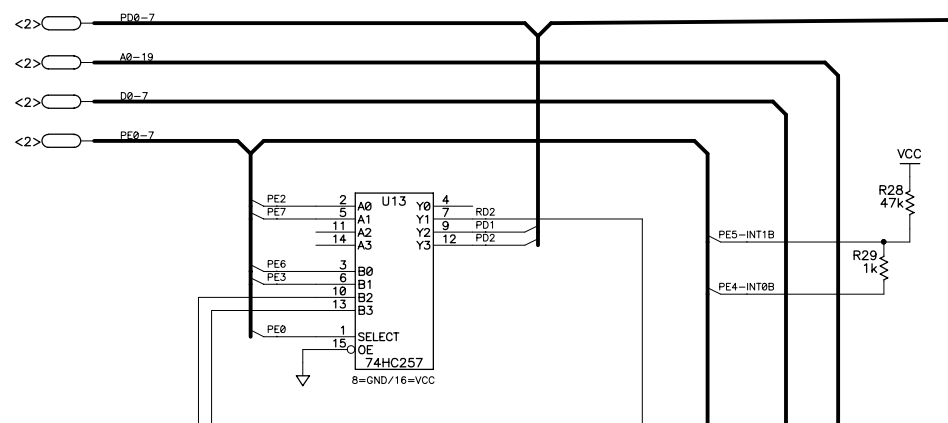 <2> PD0-7
<2> A0-19
<2> D0-7
<2> PE0-7
VCC
R28
47k
PE2 2 A0 U13 Y0 4
PE7 5 A1 Y1 7 RD2
11 A2 Y2 9 PD1
14 A3 Y3 12 PD2
PE5-INT1B
R29
1k
PE6 3 B0
PE3 6 B1
10 B2
PE4-INT0B
13 B3
PE0 1 SELECT
15 OE
74HC257
8=GND/16=VCC